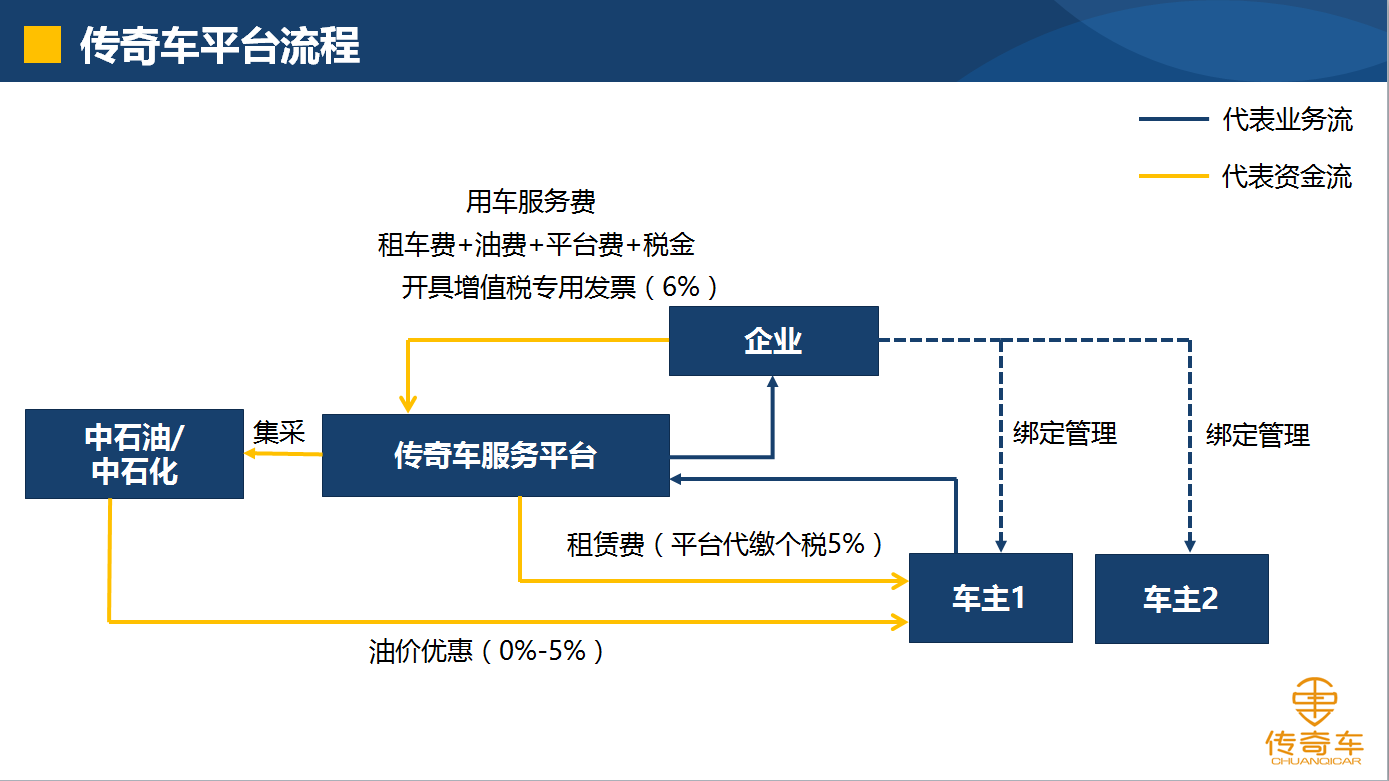 传奇车平台流程
代表业务流
代表资金流
用车服务费
租车费+油费+平台费+税金
开具增值税专用发票（6%）
企业
中石油/
中石化
集采
传奇车服务平台
绑定管理
绑定管理
租赁费（平台代缴个税5%）
车主1
车主2
油价优惠（0%-5%）
传奇车
CHUANQICAR